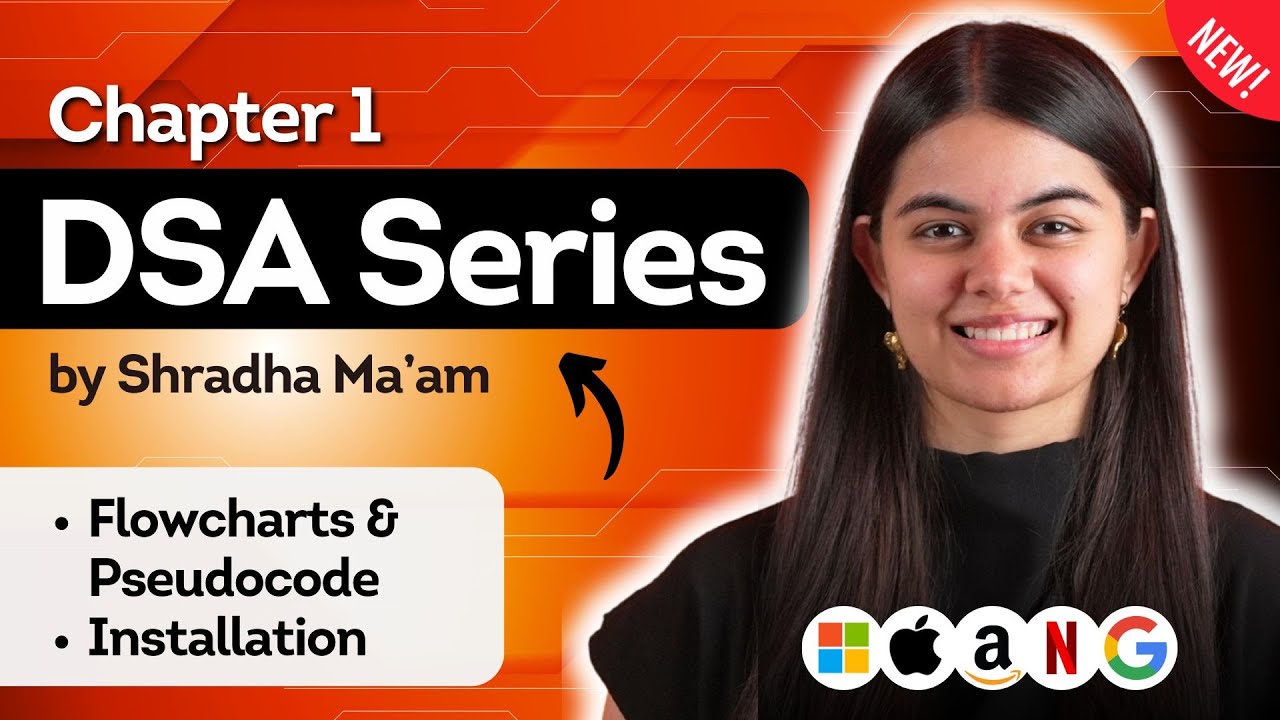 Chapter 1
NEW!
DSA Series
by Shradha Ma'am
• Flowcharts &
Pseudocode
• Installation
a
N
G